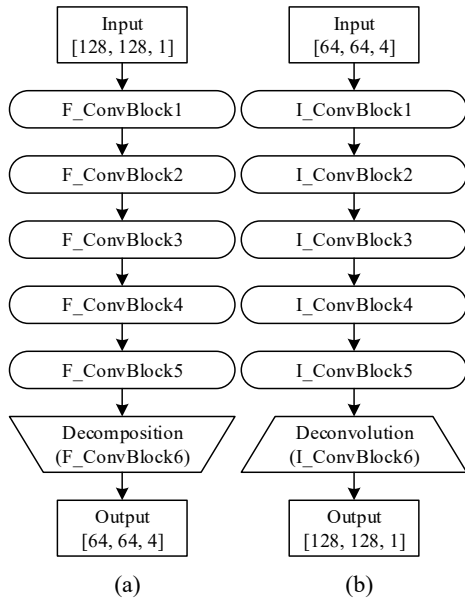 Input
[128, 128, 1]
F_ConvBlock1
F_ConvBlock2
F_ConvBlock3
F_ConvBlock4
F_ConvBlock5
Decomposition
(F_ConvBlock6)
Output
[64, 64, 4]
(a)
Input
[64, 64, 4]
I_ConvBlock1
I_ConvBlock2
I_ConvBlock3
I_ConvBlock4
I_ConvBlock5
Deconvolution
(I_ConvBlock6)
Output
[128, 128, 1]
(b)